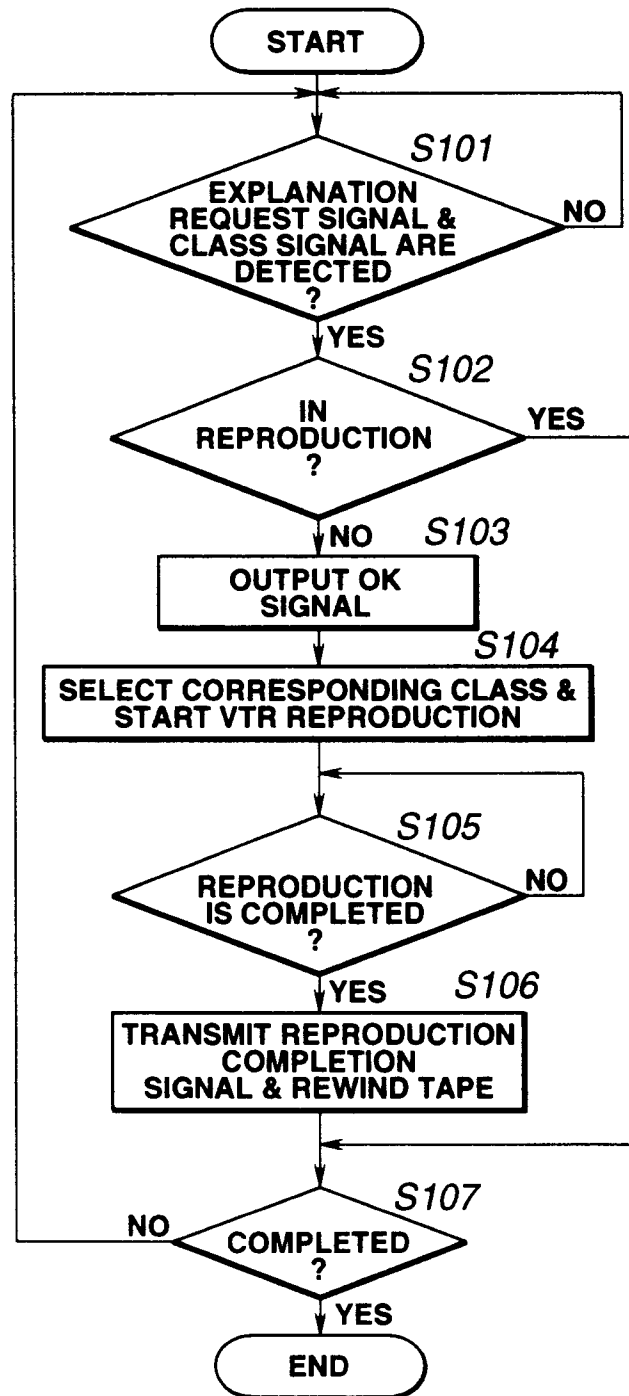 START
S101
EXPLANATION
REQUEST SIGNAL &
CLASS SIGNAL ARE
DETECTED
?
NO
YES
S102
IN
REPRODUCTION
?
YES
NO
S103
OUTPUT OK
SIGNAL
S104
SELECT CORRESPONDING CLASS &
START VTR REPRODUCTION
S105
REPRODUCTION
IS COMPLETED
?
NO
YES
S106
TRANSMIT REPRODUCTION
COMPLETION
SIGNAL & REWIND TAPE
S107
NO
COMPLETED
?
YES
END